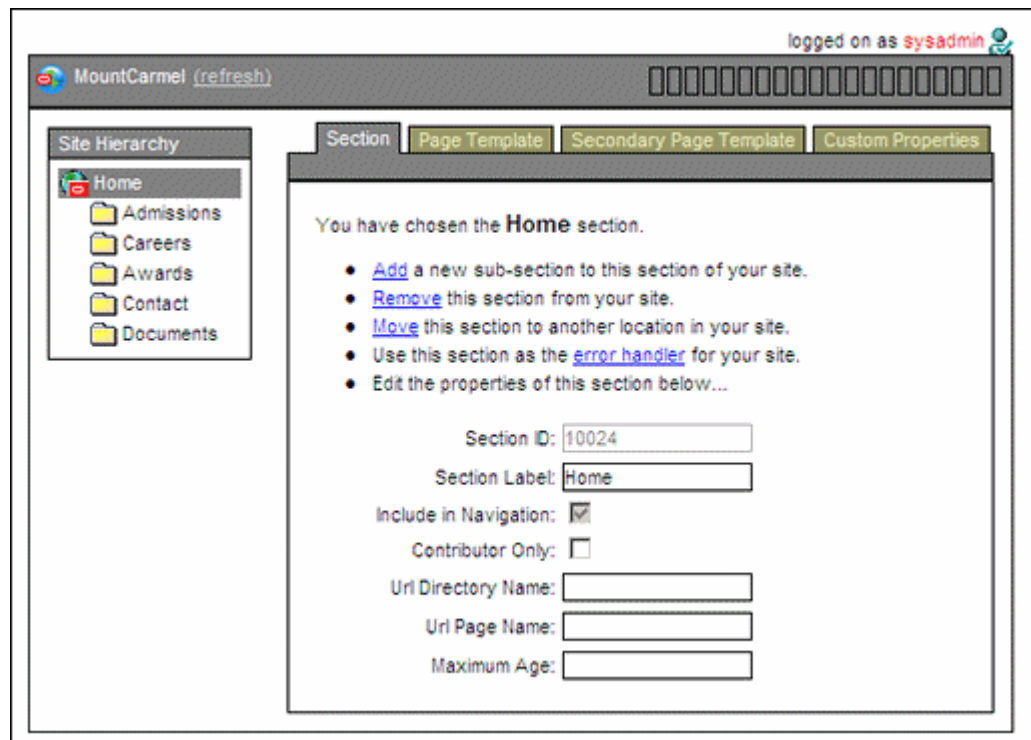 logged on as sysadmin
MountCarmel (refresh)
Site Hierarchy
Home
Admissions
Careers
Awards
Contact
Documents
Section Page Template Secondary Page Template Custom Properties
You have chosen the Home section.
Add a new sub-section to this section of your site.
Remove this section from your site.
Move this section to another location in your site.
Use this section as the error handler for your site.
Edit the properties of this section below...
Section ID: 10024
Section Label: Home
Include in Navigation:
Contributor Only:
Url Directory Name:
Url Page Name:
Maximum Age: